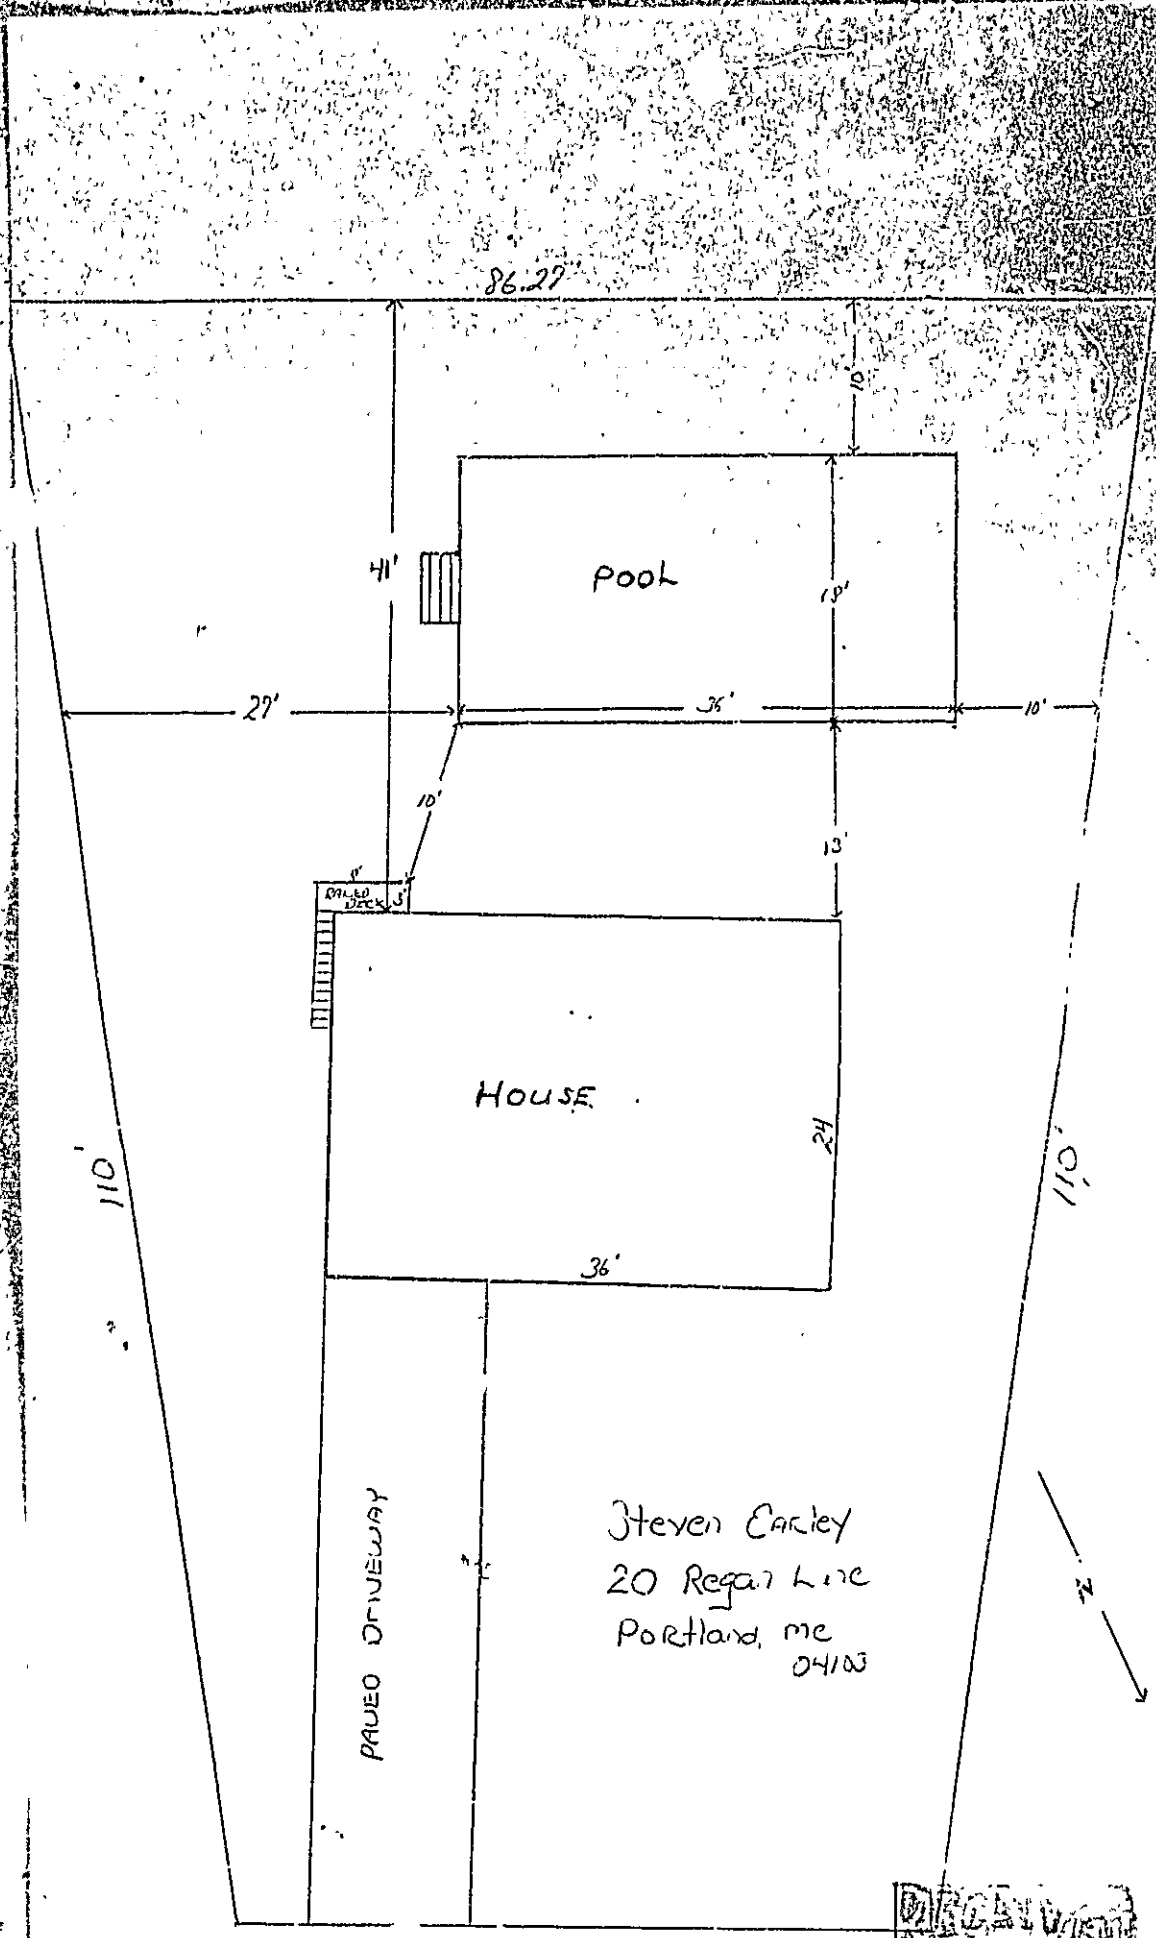 86.27'
10'
41'
POOL
18'
27'
36'
10'
10'
13'
8'
RAISED
DECK
HOUSE
24
110'
110'
36'
PAVED DRIVEWAY
Steven Earley
20 Regan Lane
Portland, me
04103
N